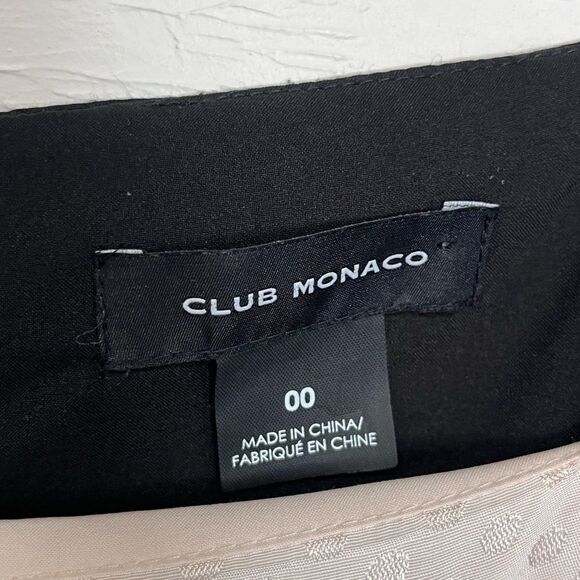 CLUB MONACO
00
MADE IN CHINA/
FABRIQUÉ EN CHINE